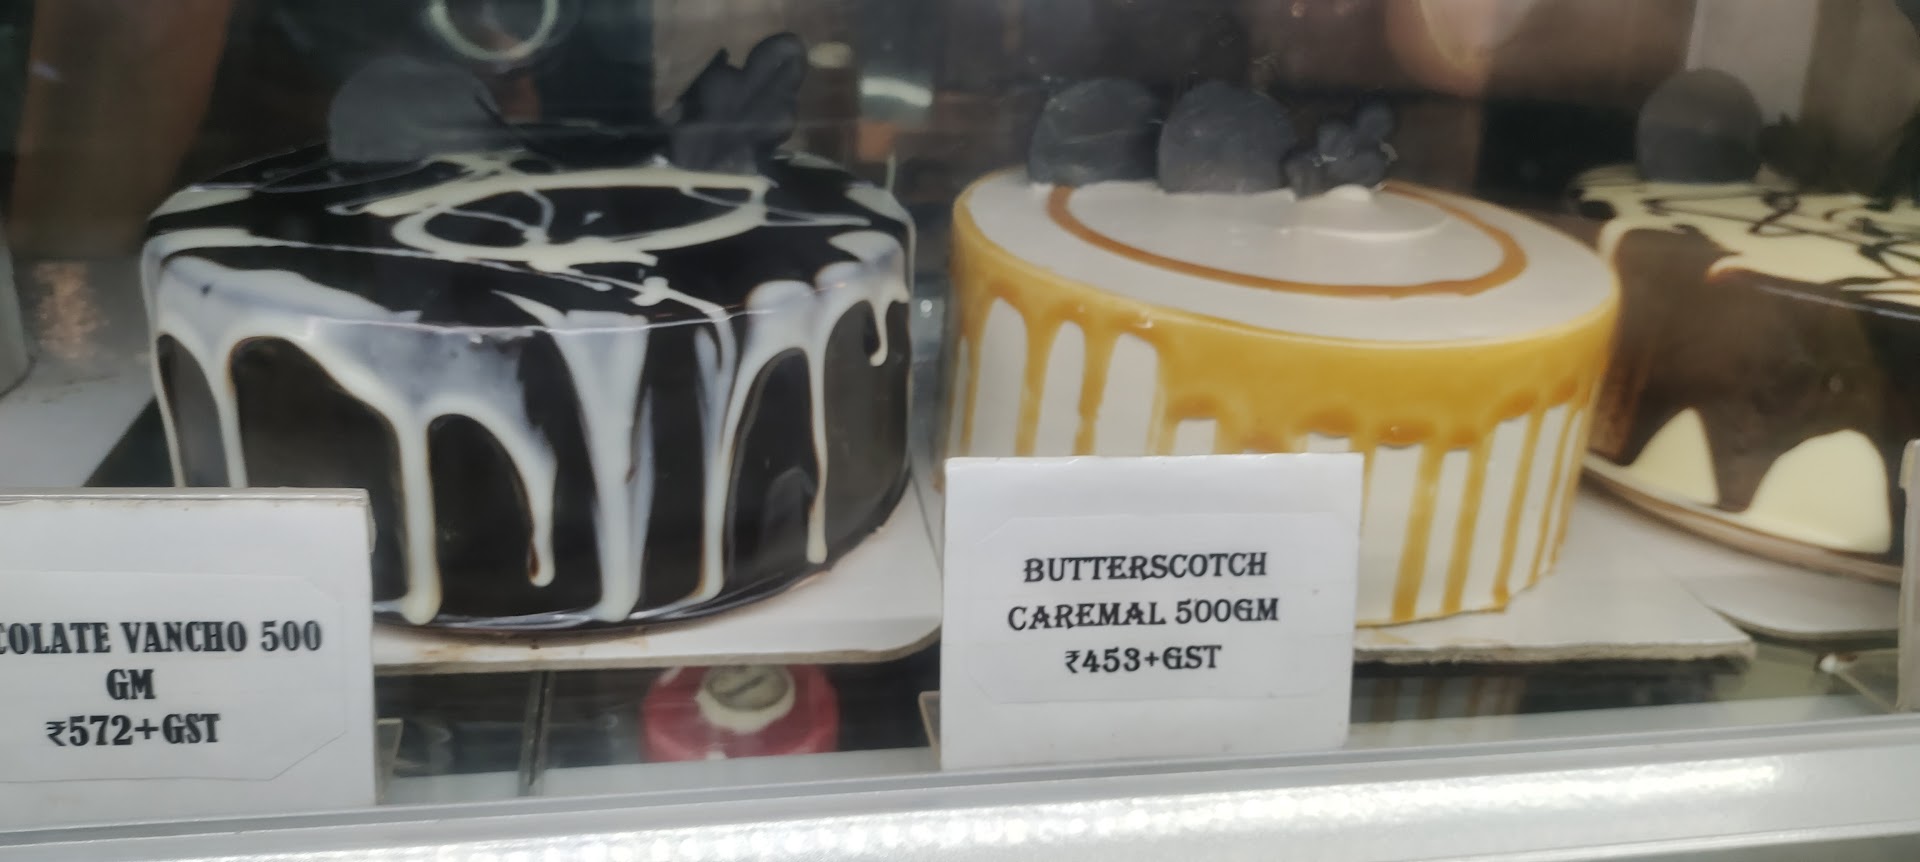 COLATE VANCHO 500
GM
₹572+GST
BUTTERSCOTCH
CAREMAL 500GM
₹453+GST